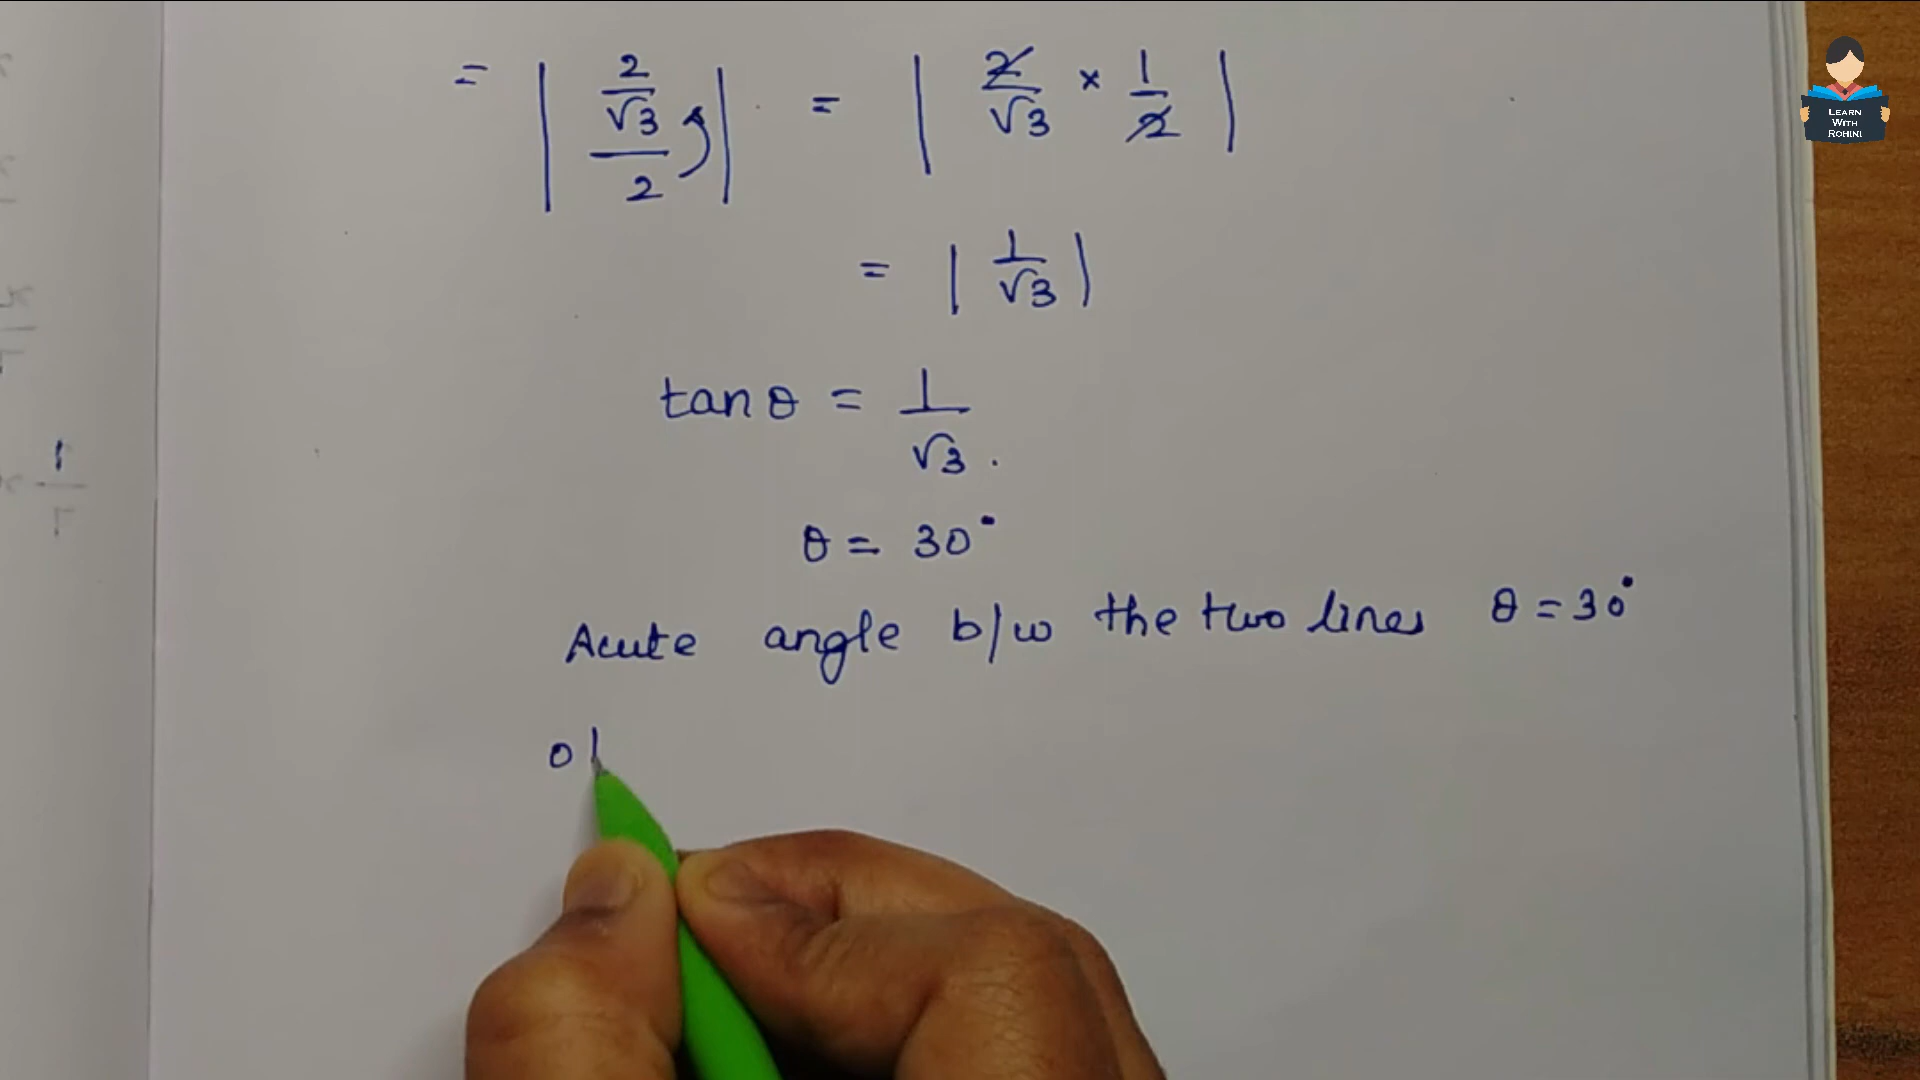 = | 2/√3 / 2 | = | 2/√3 × 1/2 |
= | 1/√3 |
tan θ = 1/√3 .
θ = 30°
Acute angle b/w the two lines θ = 30°
LEARN
WITH
ROHINI